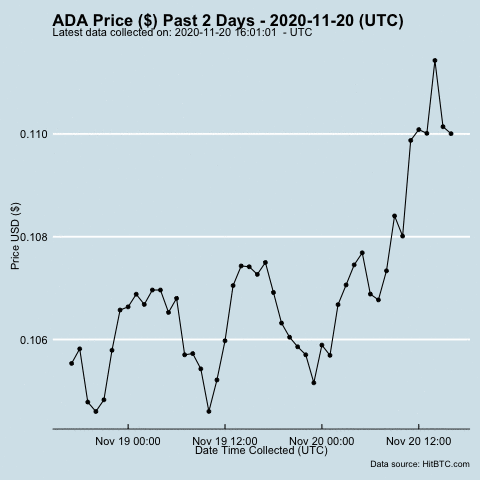 ADA Price ($) Past 2 Days - 2020-11-20 (UTC)
Latest data collected on: 2020-11-20 16:01:01 - UTC
0.110
0.108
0.106
Price USD ($)
Nov 19 00:00 Nov 19 12:00 Nov 20 00:00 Nov 20 12:00
Date Time Collected (UTC)
Data source: HitBTC.com